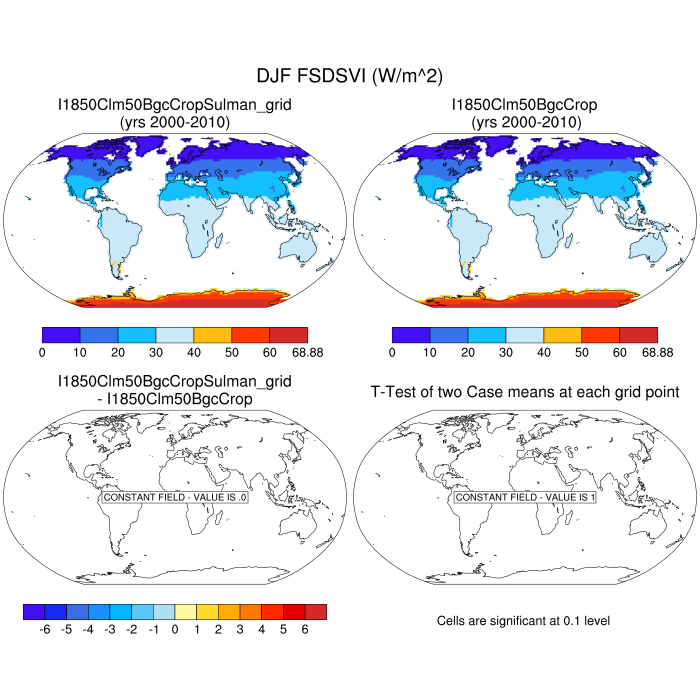 DJF FSDSVI (W/m^2)
I1850Clm50BgcCropSulman_grid
(yrs 2000-2010)
I1850Clm50BgcCrop
(yrs 2000-2010)
0 10 20 30 40 50 60 68.88
0 10 20 30 40 50 60 68.88
I1850Clm50BgcCropSulman_grid
- I1850Clm50BgcCrop
T-Test of two Case means at each grid point
CONSTANT FIELD - VALUE IS .0
CONSTANT FIELD - VALUE IS 1
-6 -5 -4 -3 -2 -1 0 1 2 3 4 5 6
Cells are significant at 0.1 level